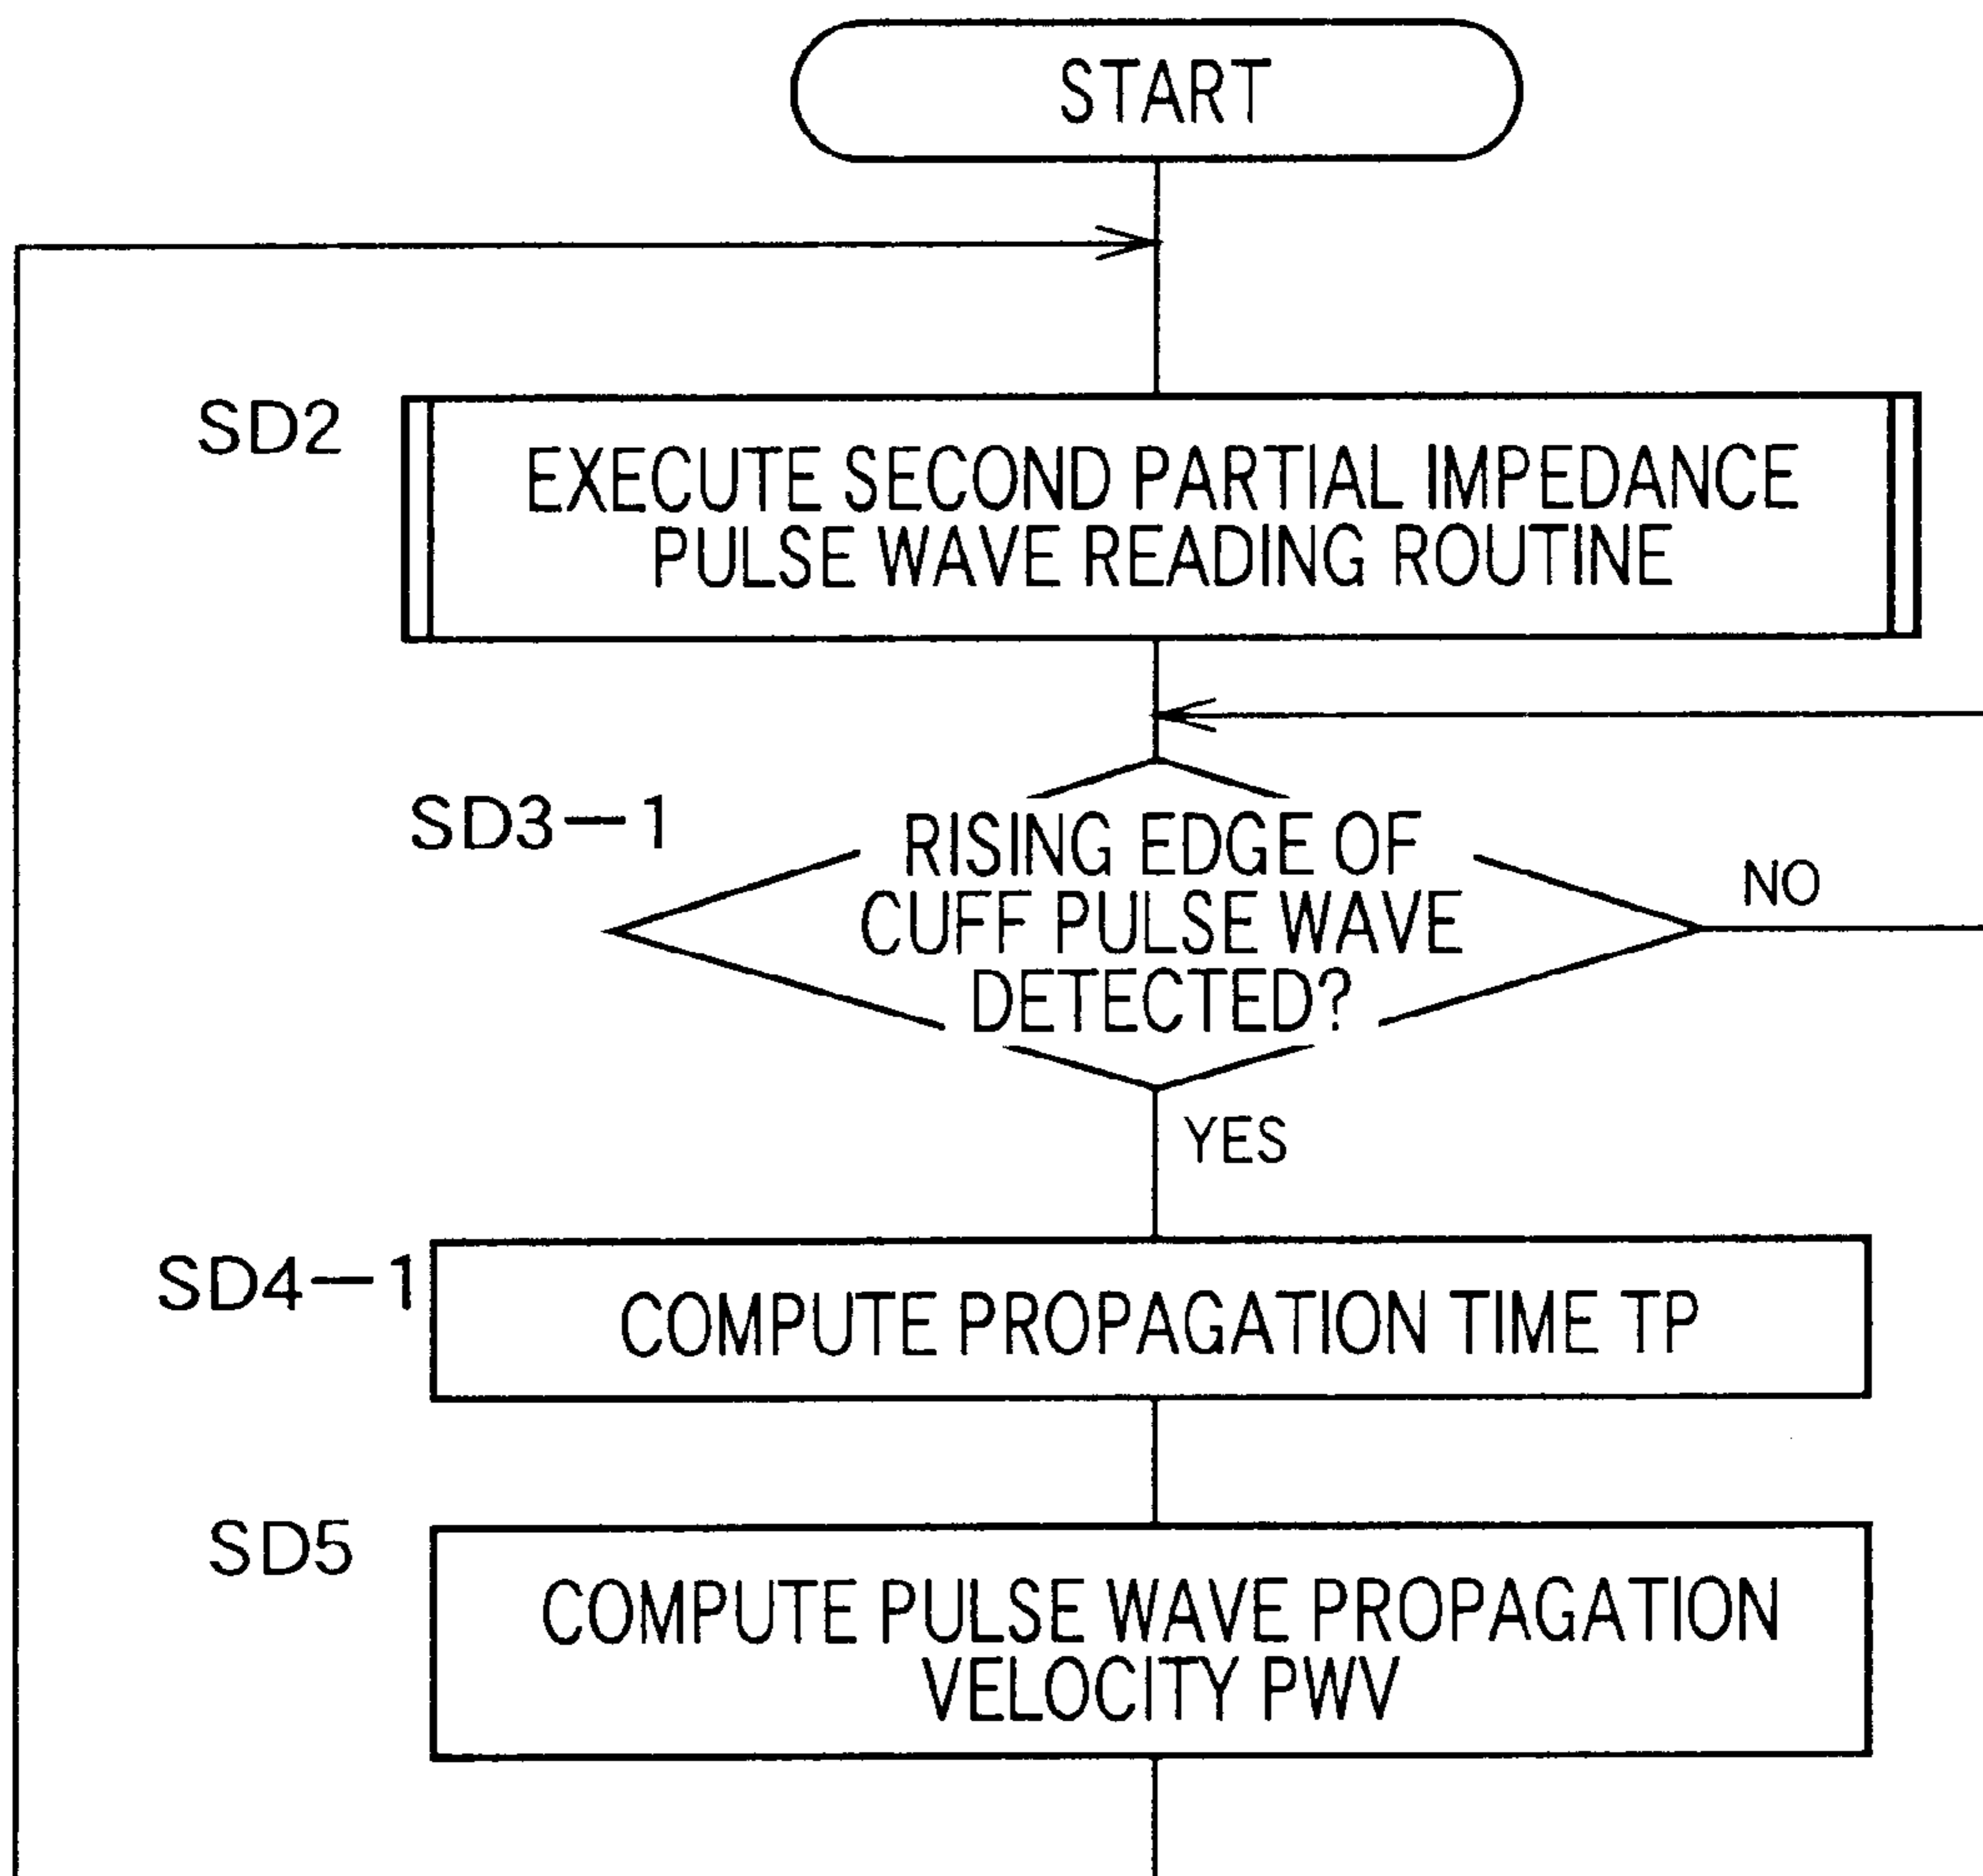 START
SD2
EXECUTE SECOND PARTIAL IMPEDANCE
PULSE WAVE READING ROUTINE
SD3-1
RISING EDGE OF
CUFF PULSE WAVE
DETECTED?
NO
YES
SD4-1
COMPUTE PROPAGATION TIME TP
SD5
COMPUTE PULSE WAVE PROPAGATION
VELOCITY PWV